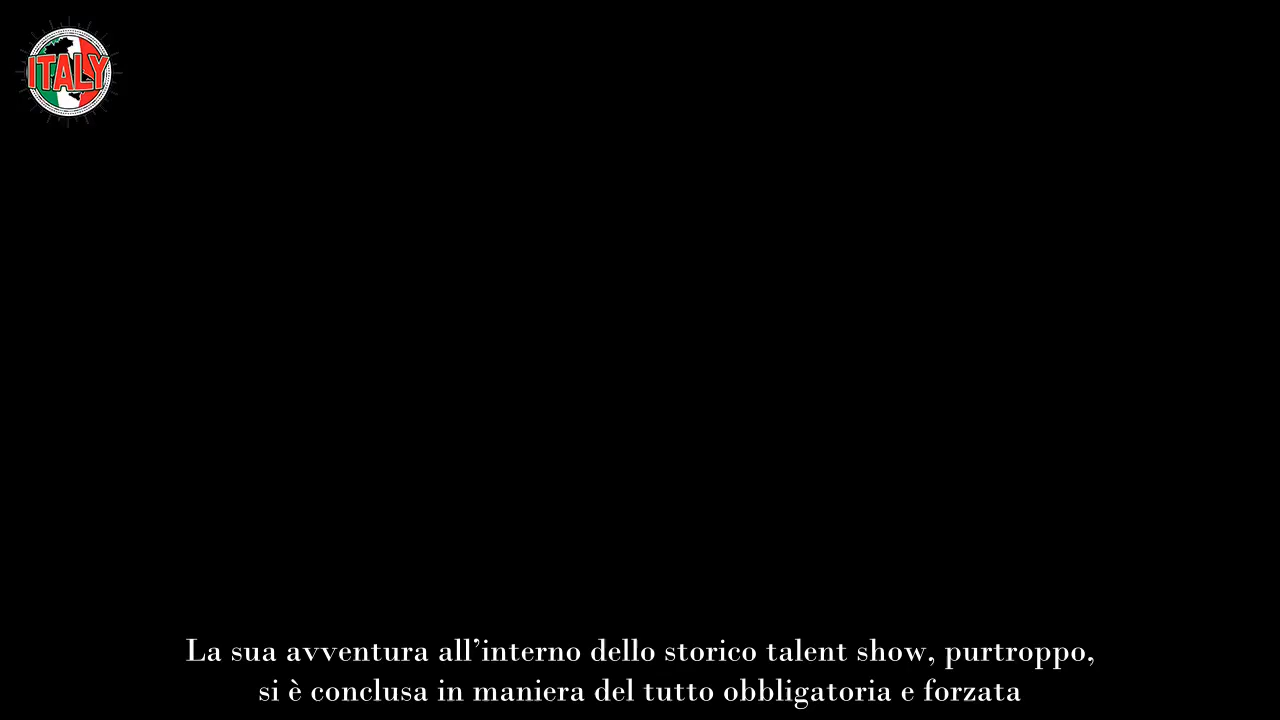 ITALY
La sua avventura all’interno dello storico talent show, purtroppo,
si è conclusa in maniera del tutto obbligatoria e forzata